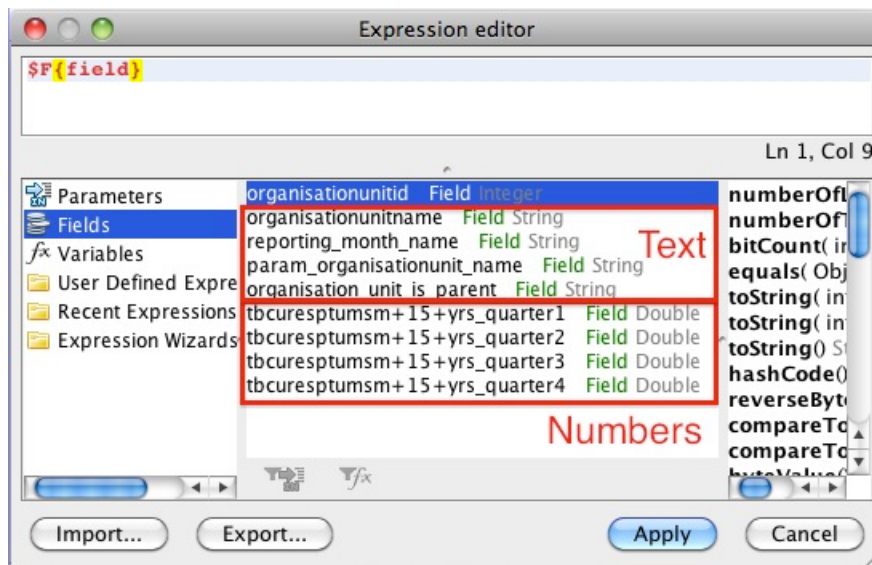 Expression editor
$F{field}
Ln 1, Col 9
Parameters
Fields
Variables
User Defined Expre
Recent Expressions
Expression Wizards
organisationunitid Field Integer
organisationunitname Field String
reporting_month_name Field String
param_organisationunit_name Field String
organisation_unit_is_parent Field String
Text
tbcuresptumsm+15+yrs_quarter1 Field Double
tbcuresptumsm+15+yrs_quarter2 Field Double
tbcuresptumsm+15+yrs_quarter3 Field Double
tbcuresptumsm+15+yrs_quarter4 Field Double
Numbers
numberOfL
numberOfT
bitCount( in
equals( Obj
toString( in
toString( in
toString() St
hashCode()
reverseByte
compareTo
compareTo
byteValue()
Import...
Export...
Apply
Cancel